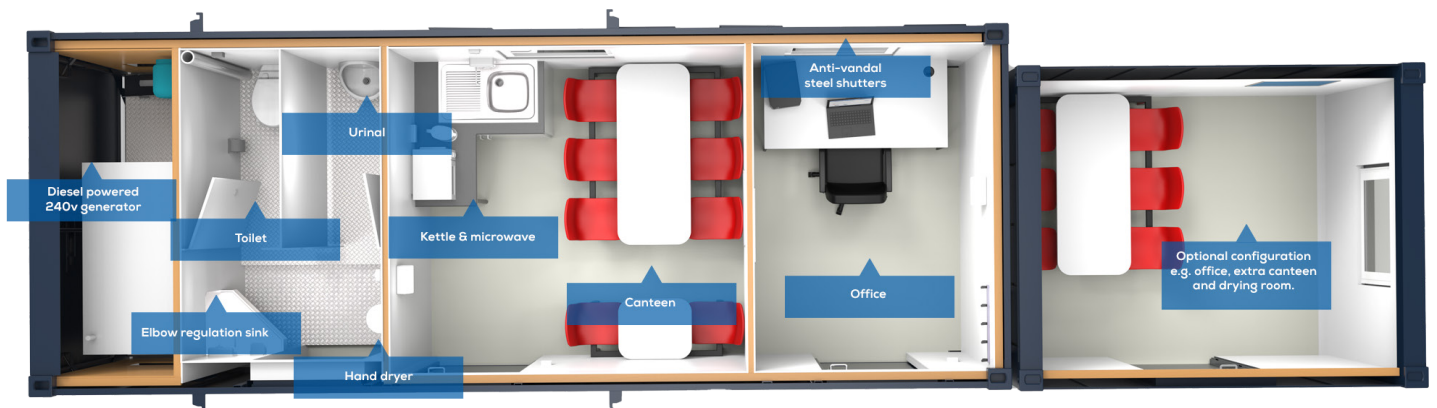 Anti-vandal
steel shutters
Urinal
Diesel powered
240v generator
Toilet
Kettle & microwave
Optional configuration
e.g. office, extra canteen
and drying room.
Canteen
Office
Elbow regulation sink
Hand dryer